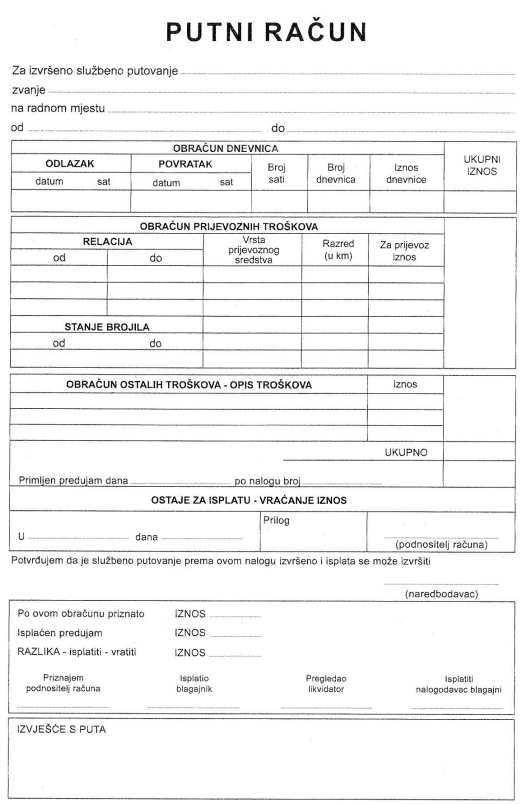 PUTNI RAČUN
Za izvršeno službeno putovanje
zvanje
na radnom mjestu
od do
OBRAČUN DNEVNICA
UKUPNI IZNOS
ODLAZAK POVRATAK Broj sati Broj dnevnica Iznos dnevnice
datum sat datum sat
OBRAČUN PRIJEVOZNIH TROŠKOVA
RELACIJA Vrsta prijevoznog sredstva Razred (u km) Za prijevoz iznos
od do
STANJE BROJILA
od do
OBRAČUN OSTALIH TROŠKOVA - OPIS TROŠKOVA Iznos
UKUPNO
Primljen predujam dana po nalogu broj
OSTAJE ZA ISPLATU - VRAĆANJE IZNOS
Prilog
U dana
(podnositelj računa)
Potvrđujem da je službeno putovanje prema ovom nalogu izvršeno i isplata se može izvršiti
(naredbodavac)
Po ovom obračunu priznato IZNOS
Isplaćen predujam IZNOS
RAZLIKA - isplatiti - vratiti IZNOS
Priznajem Isplatio Pregledao Isplatiti
podnositelj računa blagajnik likvidator nalogodavac blagajni
IZVJEŠĆE S PUTA